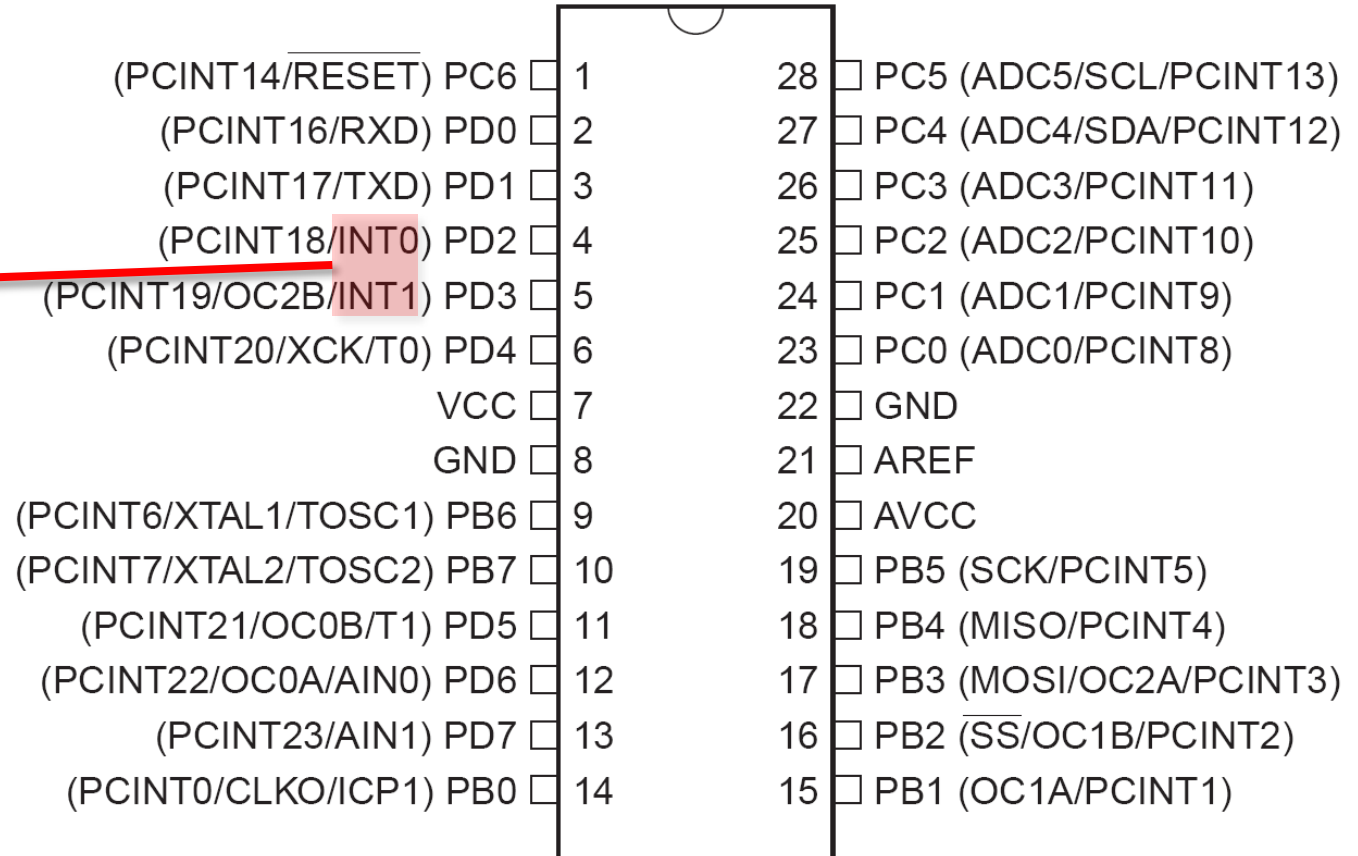 (PCINT14/RESET) PC6 1 28 PC5 (ADC5/SCL/PCINT13)
(PCINT16/RXD) PD0 2 27 PC4 (ADC4/SDA/PCINT12)
(PCINT17/TXD) PD1 3 26 PC3 (ADC3/PCINT11)
(PCINT18/INT0) PD2 4 25 PC2 (ADC2/PCINT10)
(PCINT19/OC2B/INT1) PD3 5 24 PC1 (ADC1/PCINT9)
(PCINT20/XCK/T0) PD4 6 23 PC0 (ADC0/PCINT8)
VCC 7 22 GND
GND 8 21 AREF
(PCINT6/XTAL1/TOSC1) PB6 9 20 AVCC
(PCINT7/XTAL2/TOSC2) PB7 10 19 PB5 (SCK/PCINT5)
(PCINT21/OC0B/T1) PD5 11 18 PB4 (MISO/PCINT4)
(PCINT22/OC0A/AIN0) PD6 12 17 PB3 (MOSI/OC2A/PCINT3)
(PCINT23/AIN1) PD7 13 16 PB2 (SS/OC1B/PCINT2)
(PCINT0/CLKO/ICP1) PB0 14 15 PB1 (OC1A/PCINT1)